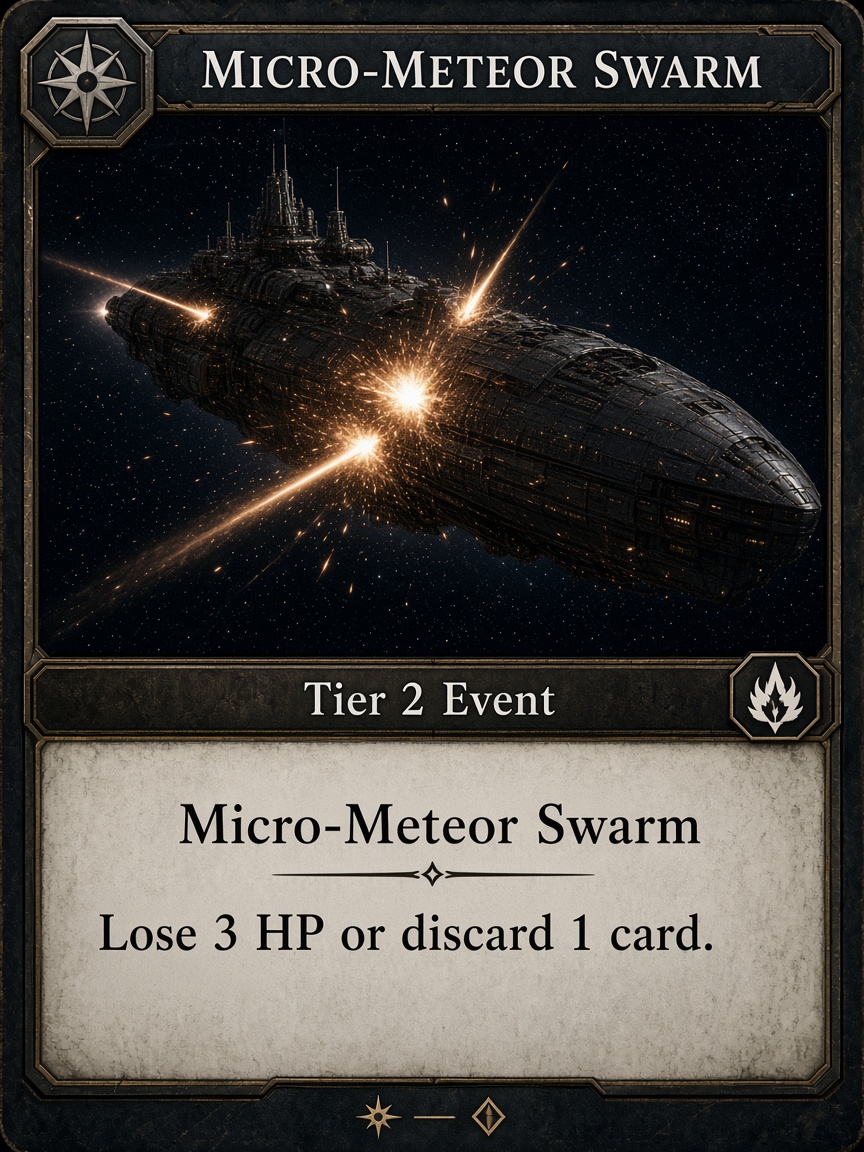 MICRO-METEOR SWARM
Tier 2 Event
Micro-Meteor Swarm
Lose 3 HP or discard 1 card.